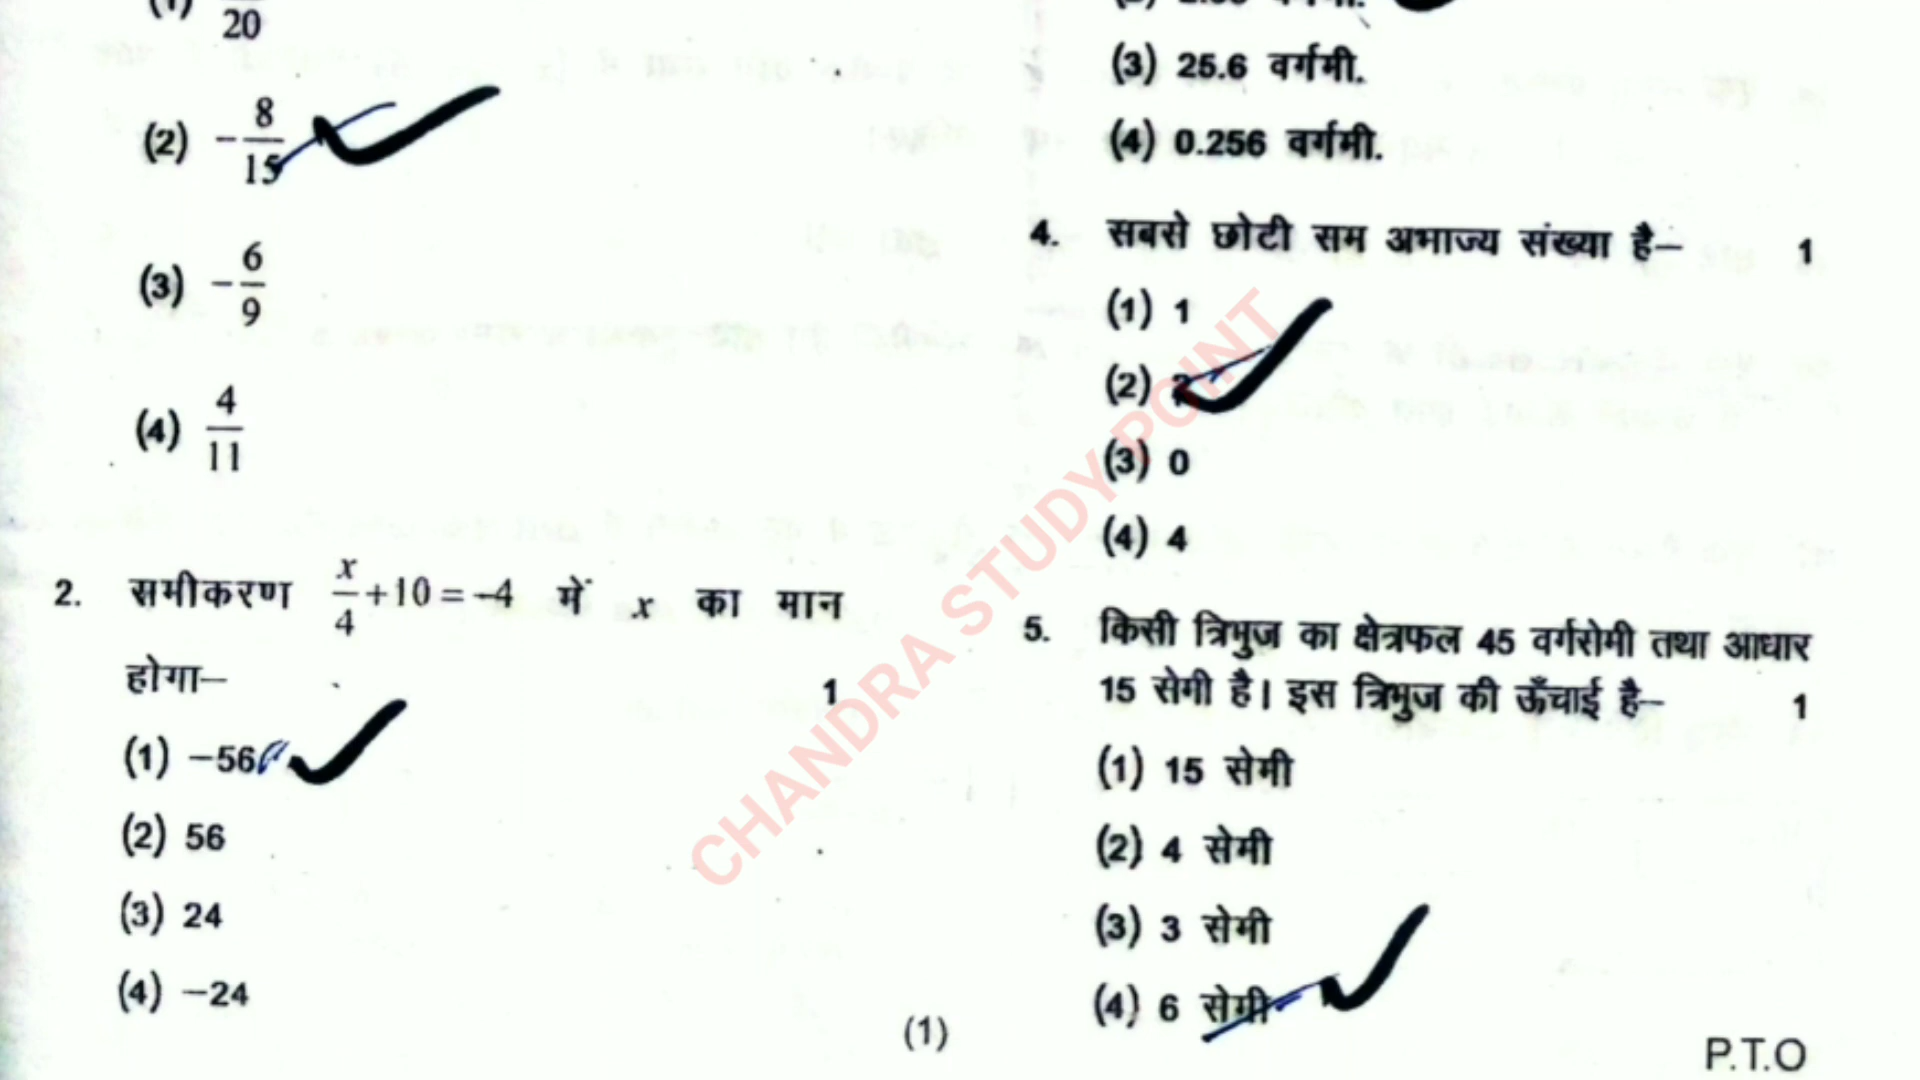 20
(2) -8/15
(3) -6/9
(4) 4/11
2. समीकरण x/4+10=-4 में x का मान
होगा– 1
(1) –56
(2) 56
(3) 24
(4) –24
(3) 25.6 वर्गमी.
(4) 0.256 वर्गमी.
4. सबसे छोटी सम अभाज्य संख्या है– 1
(1) 1
(2) 2
(3) 0
(4) 4
5. किसी त्रिभुज का क्षेत्रफल 45 वर्गसेमी तथा आधार
15 सेमी है। इस त्रिभुज की ऊँचाई है– 1
(1) 15 सेमी
(2) 4 सेमी
(3) 3 सेमी
(4) 6 सेमी
(1)
P.T.O
CHANDRA STUDY POINT